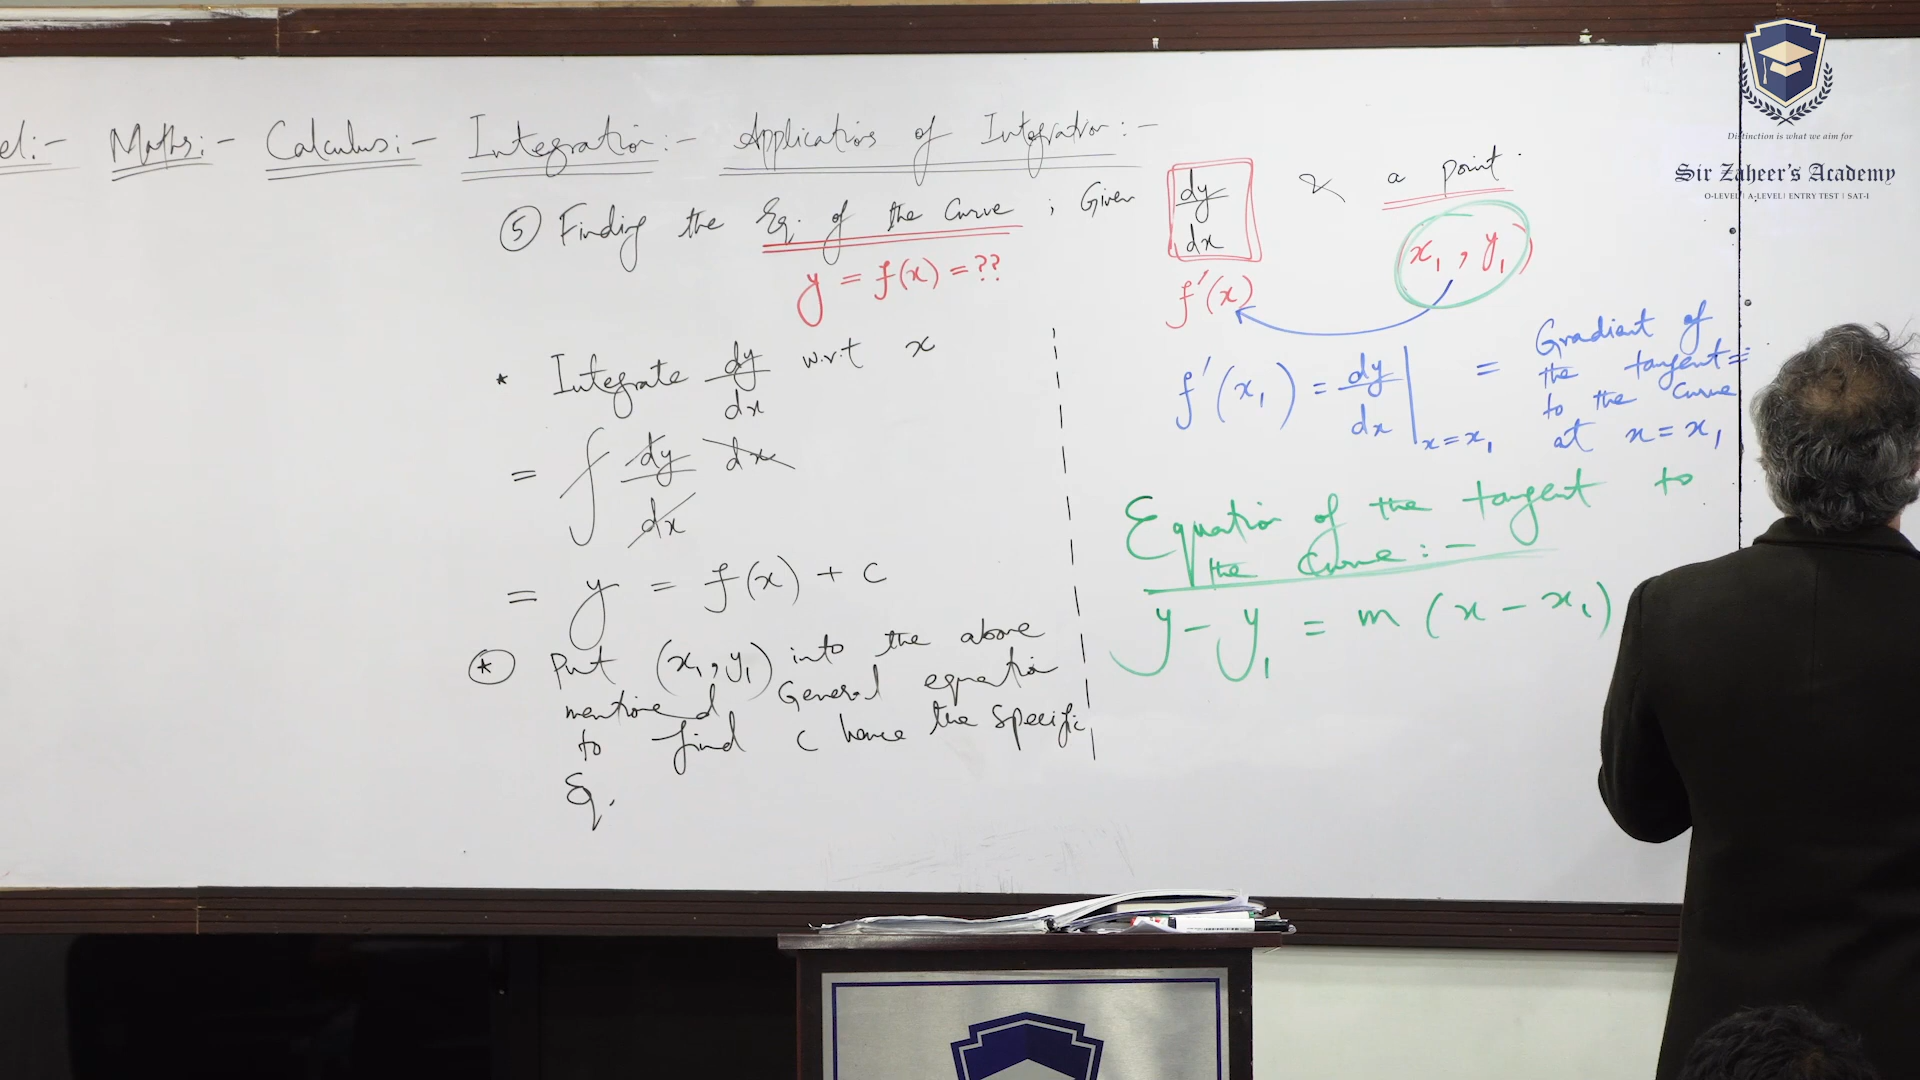 el:- Maths:- Calculus:- Integration:- Applications of Integration:-
⑤ Finding the Eq. of the Curve ; Given dy/dx & a point.
y = f(x) = ??
f'(x)
(x₁, y₁)
* Integrate dy/dx w.r.t x
= ∫ dy/dx dx
= y = f(x) + c
⊛ Put (x₁, y₁) into the above
mentioned General equation
to find c hence the specific
Eq.
f'(x₁) = dy/dx |x=x₁ = Gradient of
the tangent
to the curve
at x = x₁
Equation of the tangent to
the Curve:-
y - y₁ = m (x - x₁)
Distinction is what we aim for
Sir Zaheer's Academy
O-LEVEL | A-LEVEL | ENTRY TEST | SAT-I